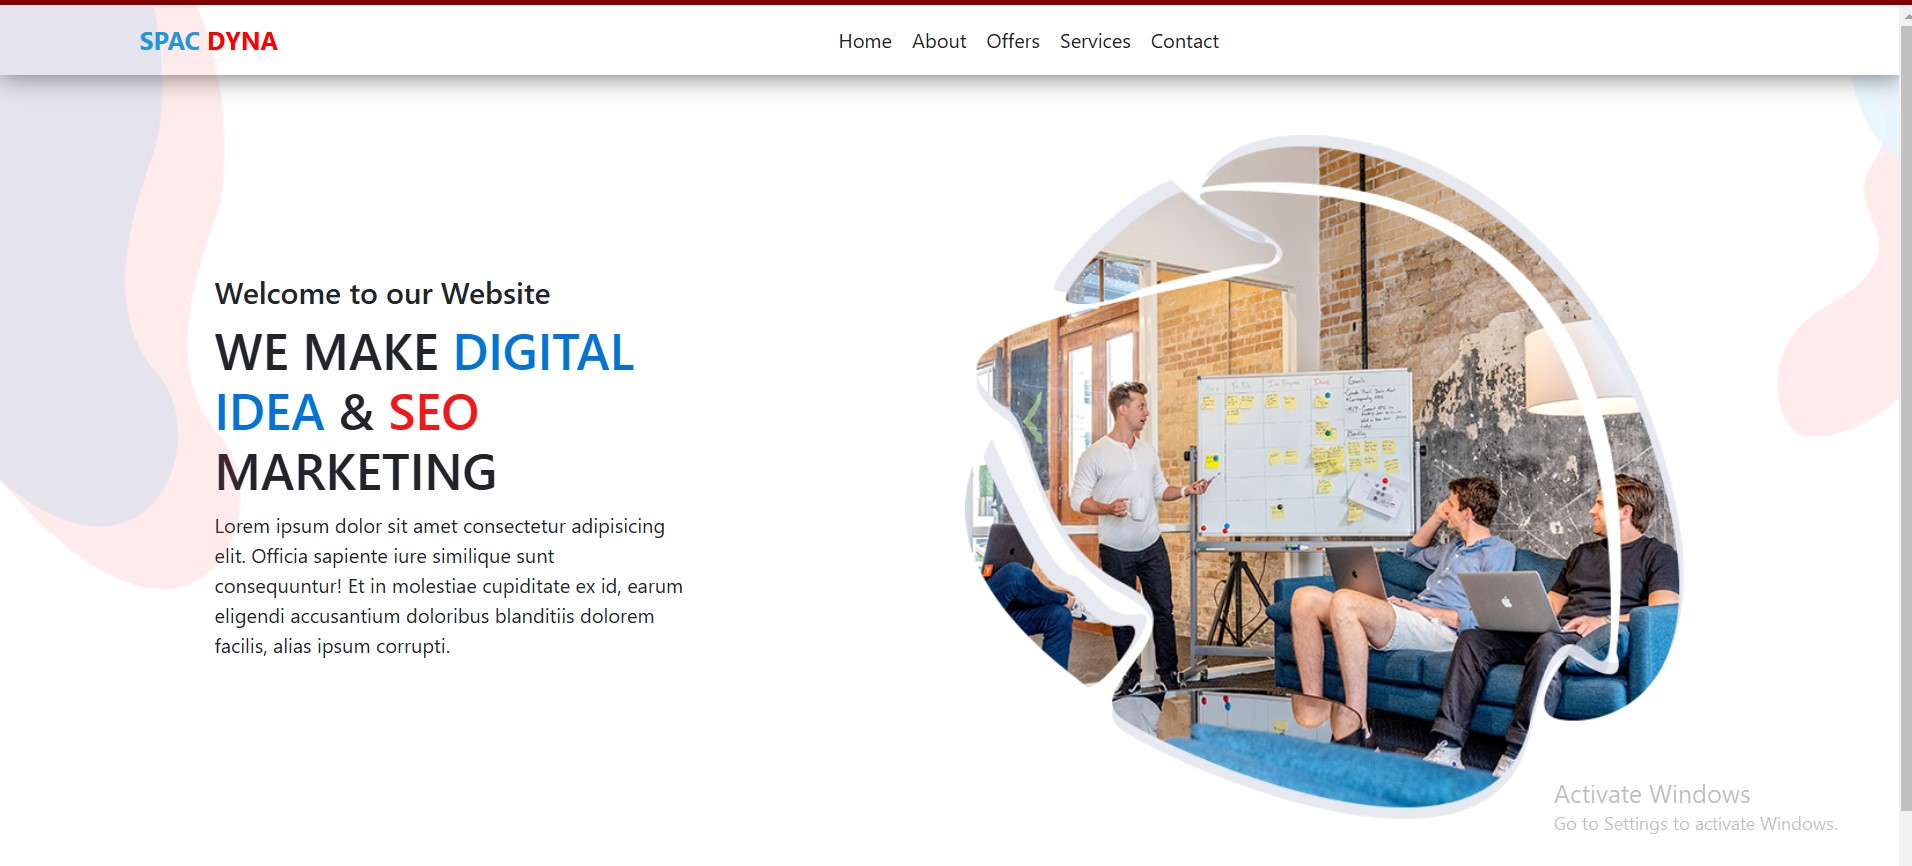 SPAC DYNA
Home About Offers Services Contact
Welcome to our Website
WE MAKE DIGITAL
IDEA & SEO
MARKETING
Lorem ipsum dolor sit amet consectetur adipisicing
elit. Officia sapiente iure similique sunt
consequuntur! Et in molestiae cupiditate ex id, earum
eligendi accusantium doloribus blanditiis dolorem
facilis, alias ipsum corrupti.
Goals
Activate Windows
Go to Settings to activate Windows.